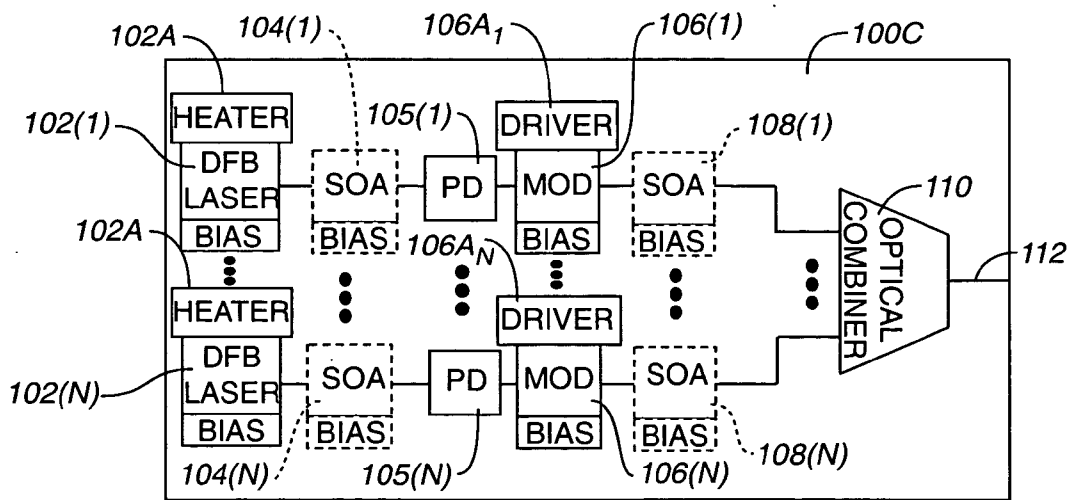 102A
104(1)
106A1
106(1)
100C
HEATER
102(1)
105(1)
DRIVER
108(1)
DFB
LASER
SOA
PD
MOD
SOA
110
BIAS
BIAS
BIAS
BIAS
OPTICAL
COMBINER
102A
106AN
112
HEATER
DRIVER
DFB
LASER
SOA
PD
MOD
SOA
102(N)
BIAS
BIAS
BIAS
BIAS
104(N)
105(N)
106(N)
108(N)